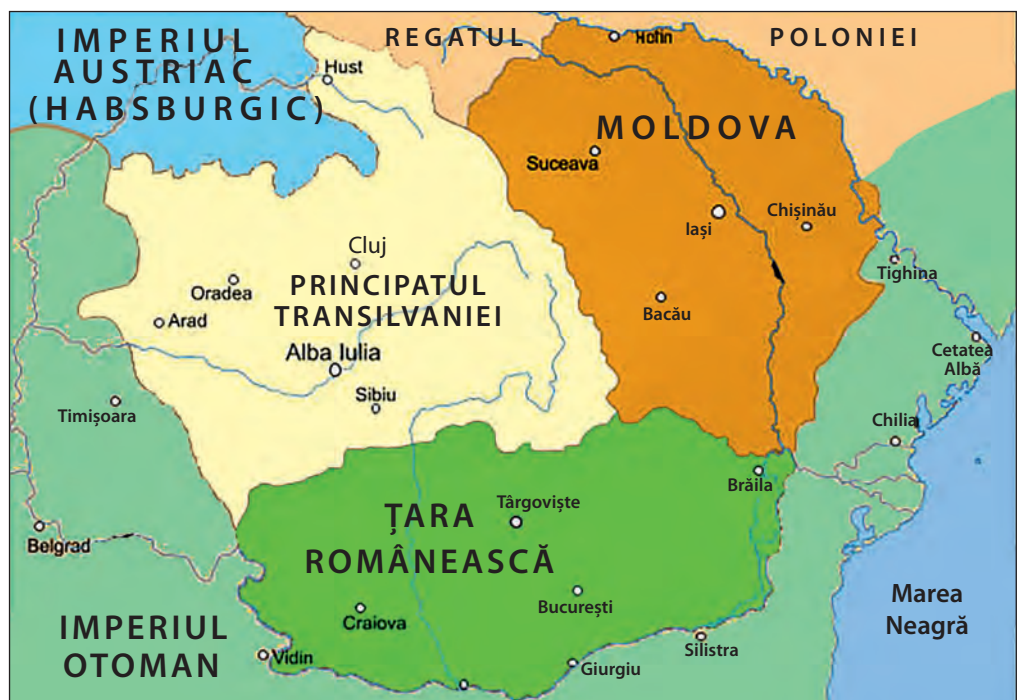 IMPERIUL
AUSTRIAC
(HABSBURGIC)
REGATUL
POLONIEI
Hust
Hotin
MOLDOVA
Suceava
Iași
Chișinău
Tighina
Cluj
Oradea
PRINCIPATUL
TRANSILVANIEI
Arad
Bacău
Alba Iulia
Cetatea
Albă
Sibiu
Timișoara
Chilia
Brăila
Târgoviște
ȚARA
ROMÂNEASCĂ
Belgrad
București
Craiova
Marea
Neagră
IMPERIUL
OTOMAN
Silistra
Vidin
Giurgiu